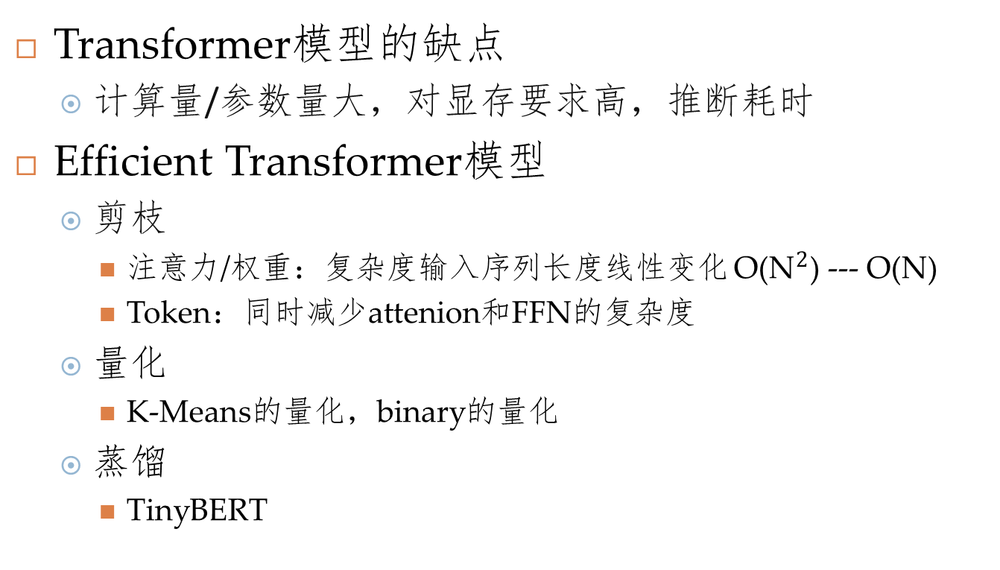 Transformer模型的缺点
计算量/参数量大，对显存要求高，推断耗时
Efficient Transformer模型
剪枝
注意力/权重：复杂度输入序列长度线性变化 O(N²) --- O(N)
Token：同时减少attenion和FFN的复杂度
量化
K-Means的量化，binary的量化
蒸馏
TinyBERT